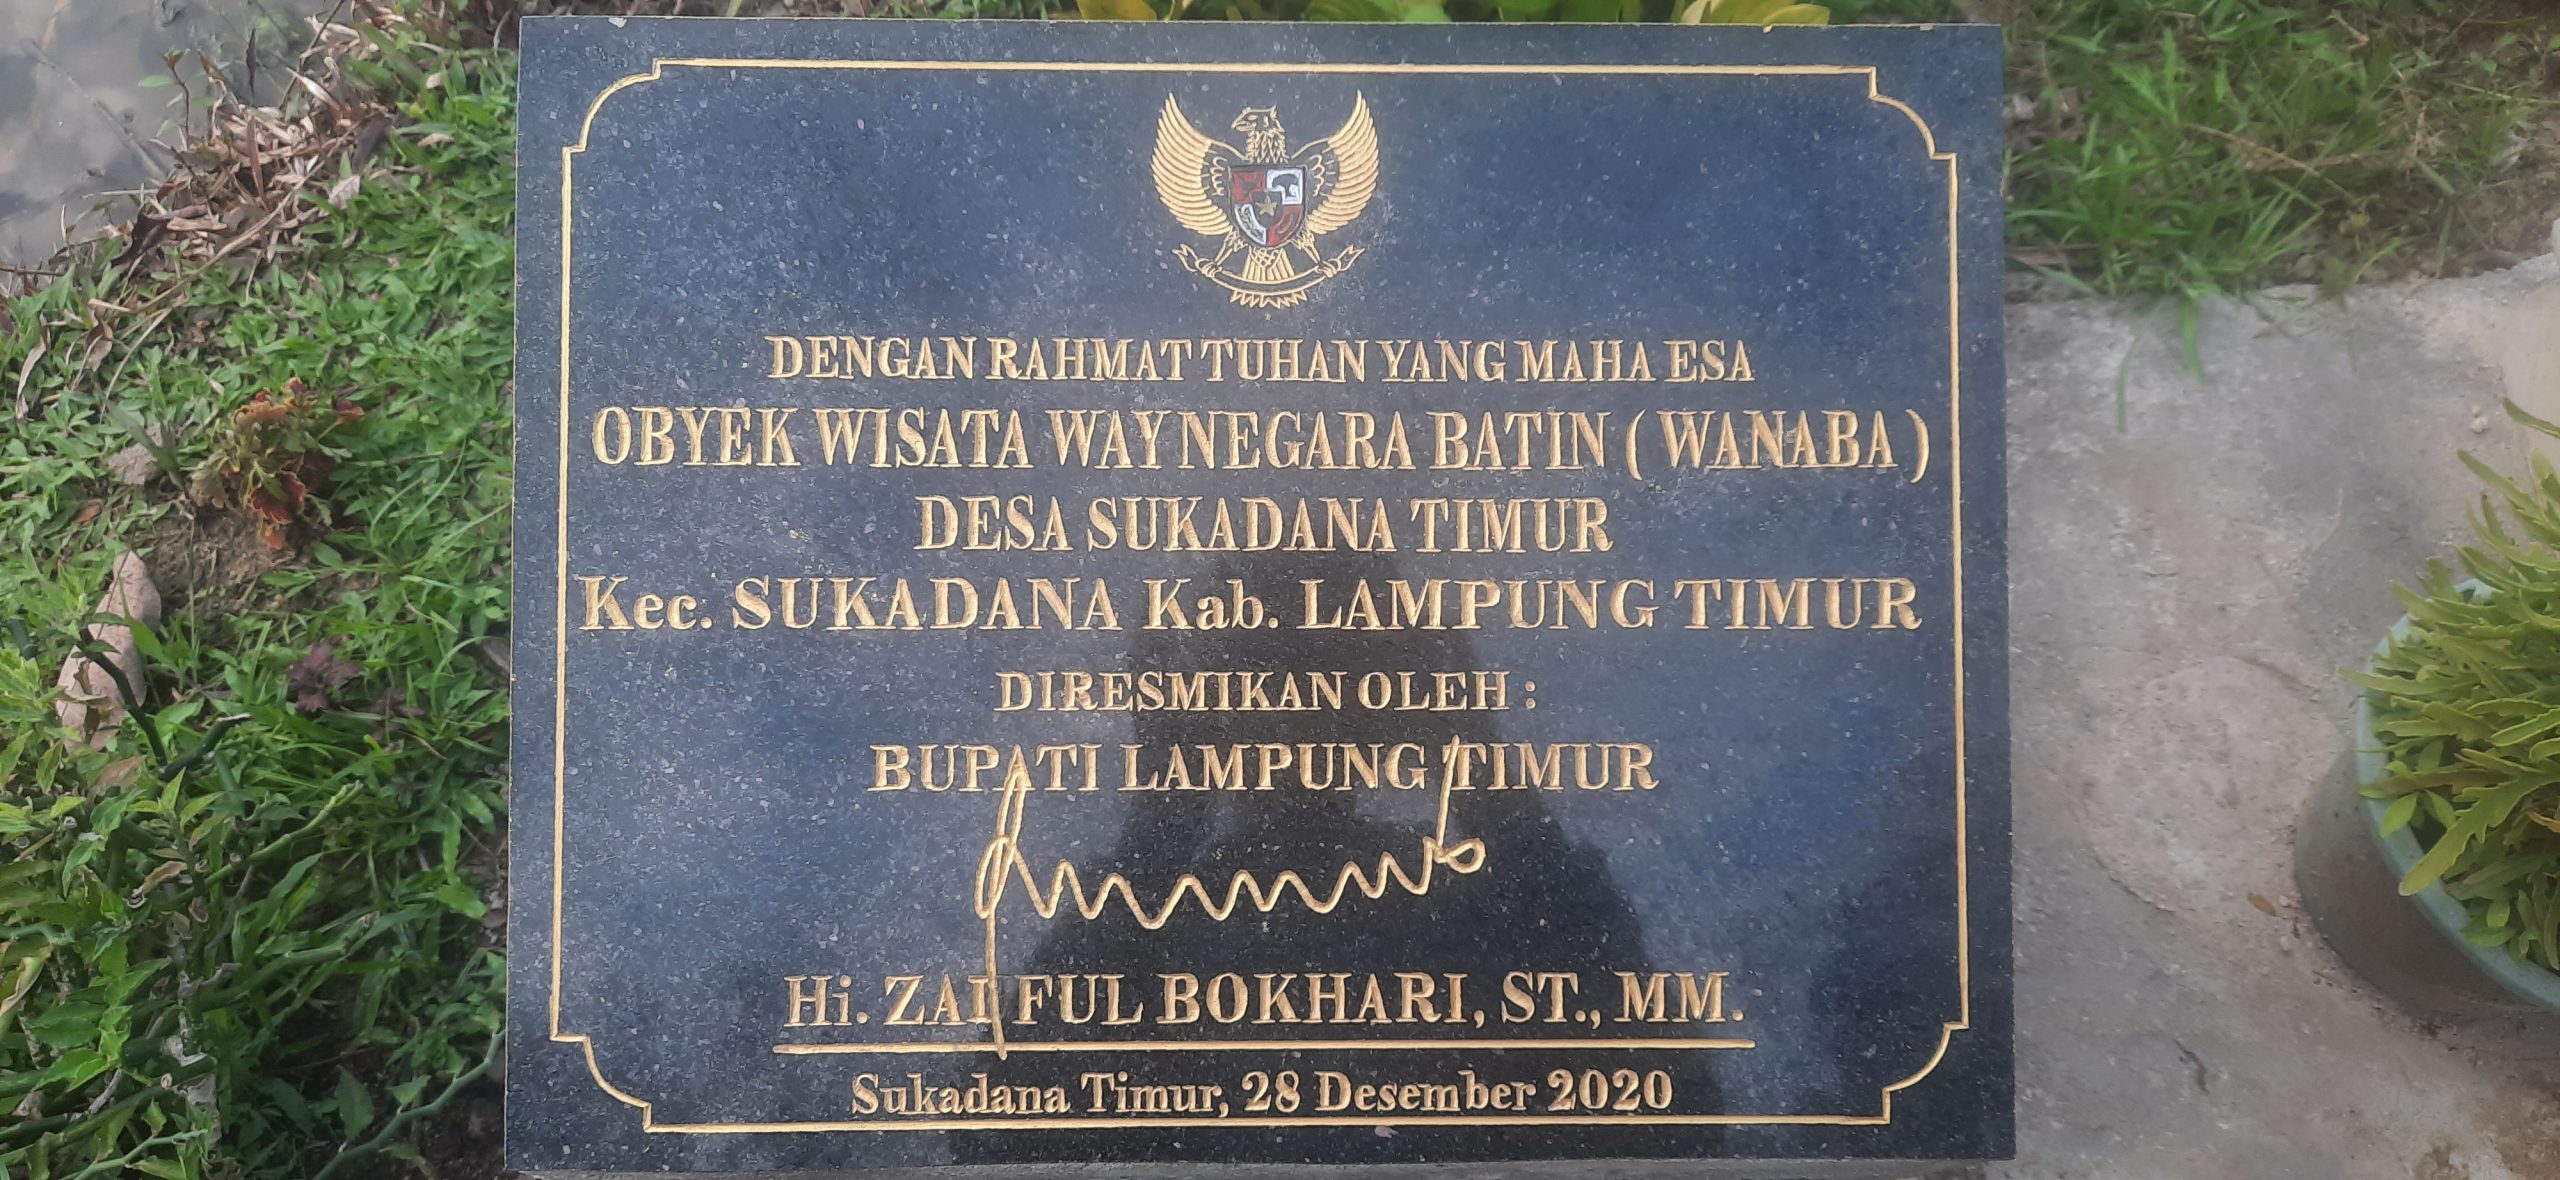 DENGAN RAHMAT TUHAN YANG MAHA ESA
OBYEK WISATA WAY NEGARA BATIN ( WANABA )
DESA SUKADANA TIMUR
Kec. SUKADANA Kab. LAMPUNG TIMUR
DIRESMIKAN OLEH :
BUPATI LAMPUNG TIMUR
Hi. ZAIFUL BOKHARI, ST., MM.
Sukadana Timur, 28 Desember 2020